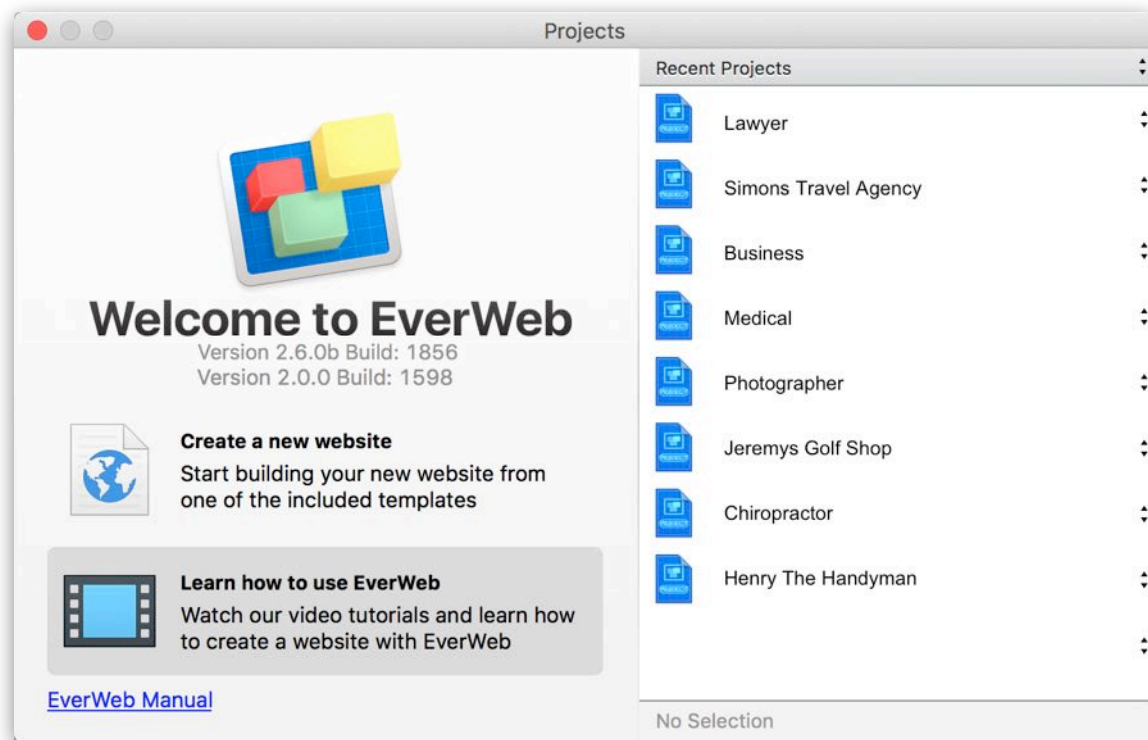 Projects
Welcome to EverWeb
Version 2.6.0b Build: 1856
Version 2.0.0 Build: 1598
Create a new website
Start building your new website from
one of the included templates
Learn how to use EverWeb
Watch our video tutorials and learn how
to create a website with EverWeb
EverWeb Manual
Recent Projects
Lawyer
Simons Travel Agency
Business
Medical
Photographer
Jeremys Golf Shop
Chiropractor
Henry The Handyman
No Selection